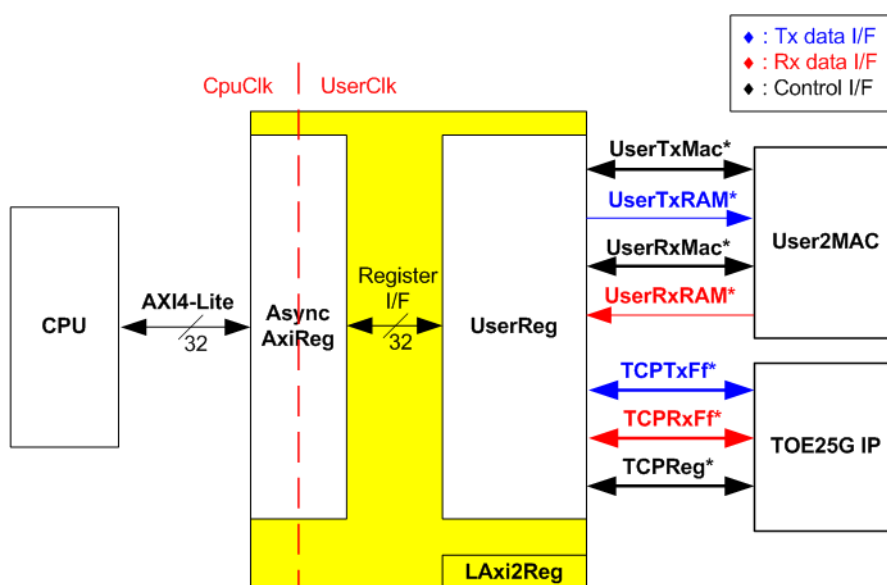 ♦ : Tx data I/F
♦ : Rx data I/F
♦ : Control I/F
CpuClk
UserClk
CPU
AXI4-Lite
32
Async
AxiReg
Register
I/F
32
UserReg
UserTxMac*
UserTxRAM*
UserRxMac*
UserRxRAM*
User2MAC
TCPTxFf*
TCPRxFf*
TCPReg*
TOE25G IP
LAxi2Reg